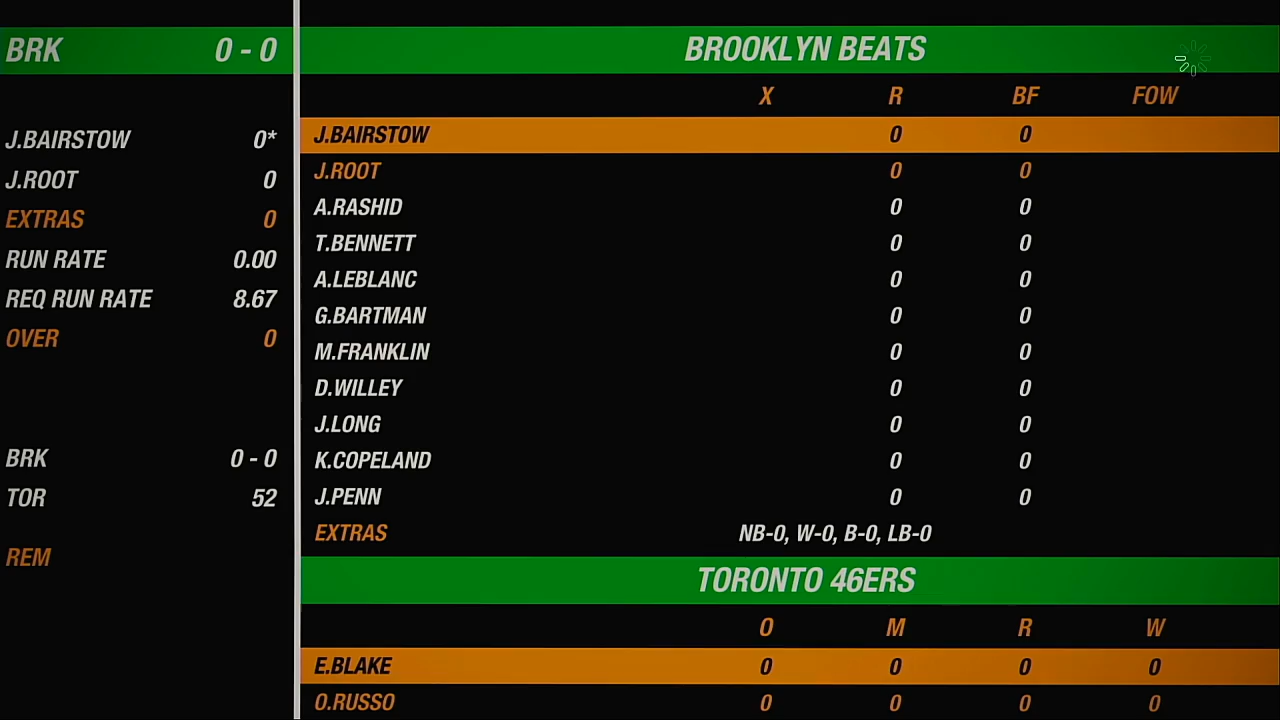 BRK 0 - 0
J.BAIRSTOW 0*
J.ROOT 0
EXTRAS 0
RUN RATE 0.00
REQ RUN RATE 8.67
OVER 0
BRK 0 - 0
TOR 52
REM
BROOKLYN BEATS
X R BF FOW
J.BAIRSTOW 0 0
J.ROOT 0 0
A.RASHID 0 0
T.BENNETT 0 0
A.LEBLANC 0 0
G.BARTMAN 0 0
M.FRANKLIN 0 0
D.WILLEY 0 0
J.LONG 0 0
K.COPELAND 0 0
J.PENN 0 0
EXTRAS NB-0, W-0, B-0, LB-0
TORONTO 46ERS
O M R W
E.BLAKE 0 0 0 0
O.RUSSO 0 0 0 0